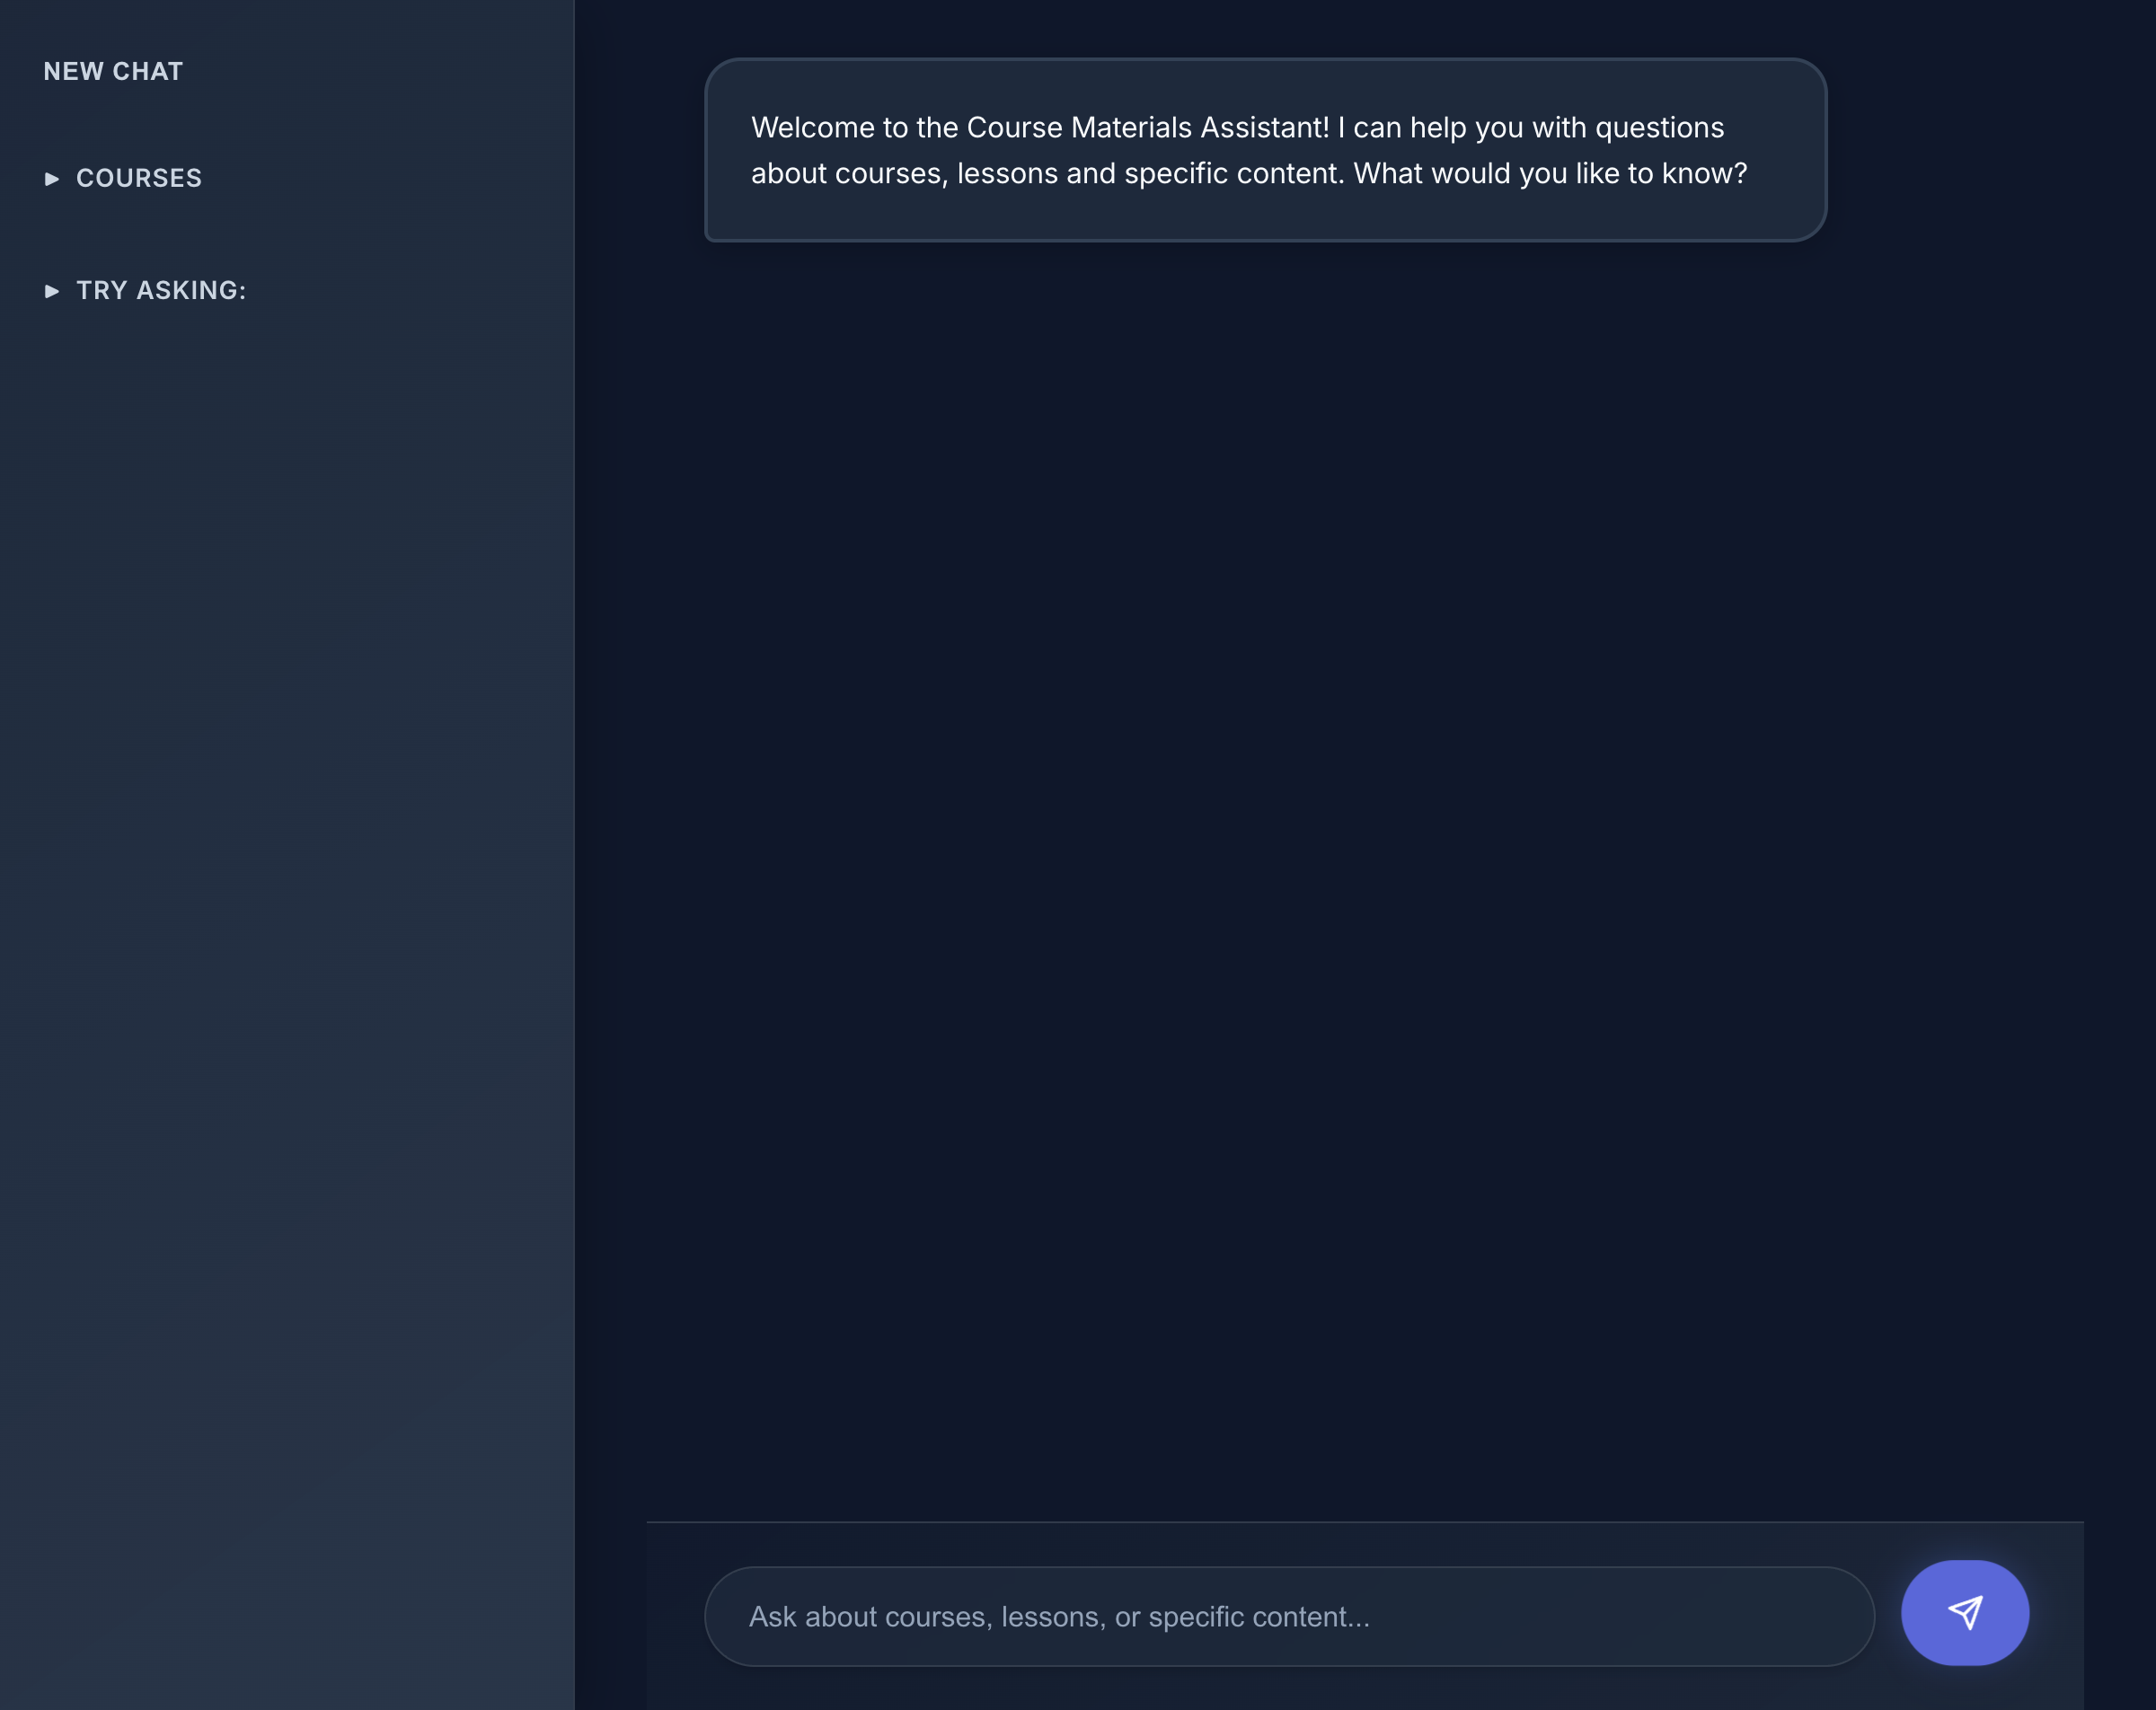 NEW CHAT
▶ COURSES
▶ TRY ASKING:
Welcome to the Course Materials Assistant! I can help you with questions
about courses, lessons and specific content. What would you like to know?
Ask about courses, lessons, or specific content...